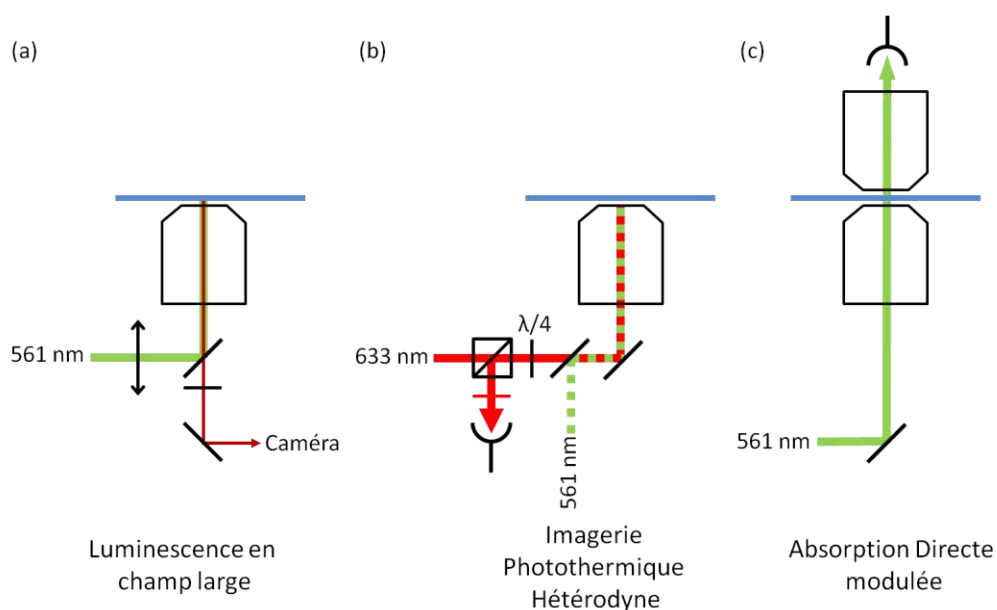 (a)
561 nm
Caméra
Luminescence en
champ large
(b)
633 nm
λ/4
561 nm
Imagerie
Photothermique
Hétérodyne
(c)
561 nm
Absorption Directe
modulée